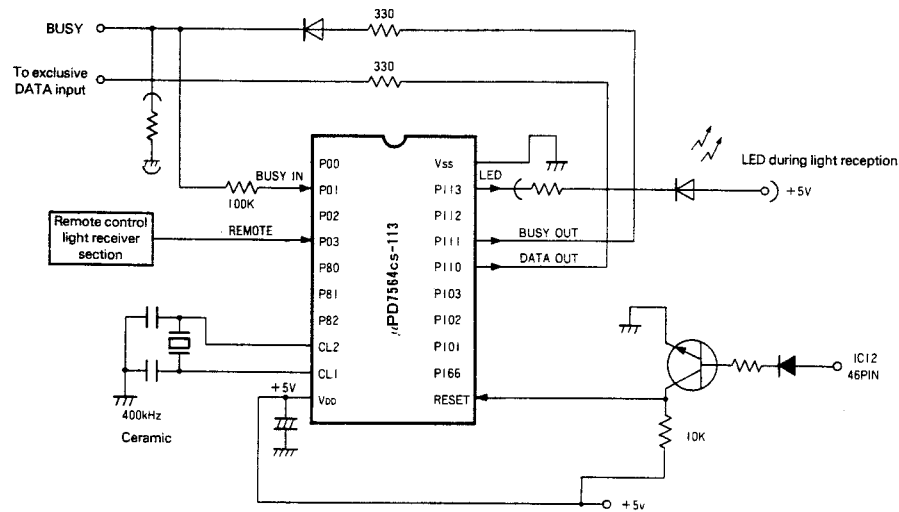 BUSY
330
To exclusive
DATA input
330
BUSY IN
100K
Remote control
light receiver
section
REMOTE
μPD7564cs-113
P00
P01
P02
P03
P80
P81
P82
CL2
CL1
VDD
Vss
P113
P112
P111
P110
P103
P102
P101
P166
RESET
LED
LED during light reception
+5V
BUSY OUT
DATA OUT
IC12
46PIN
10K
+5v
+5V
400kHz
Ceramic